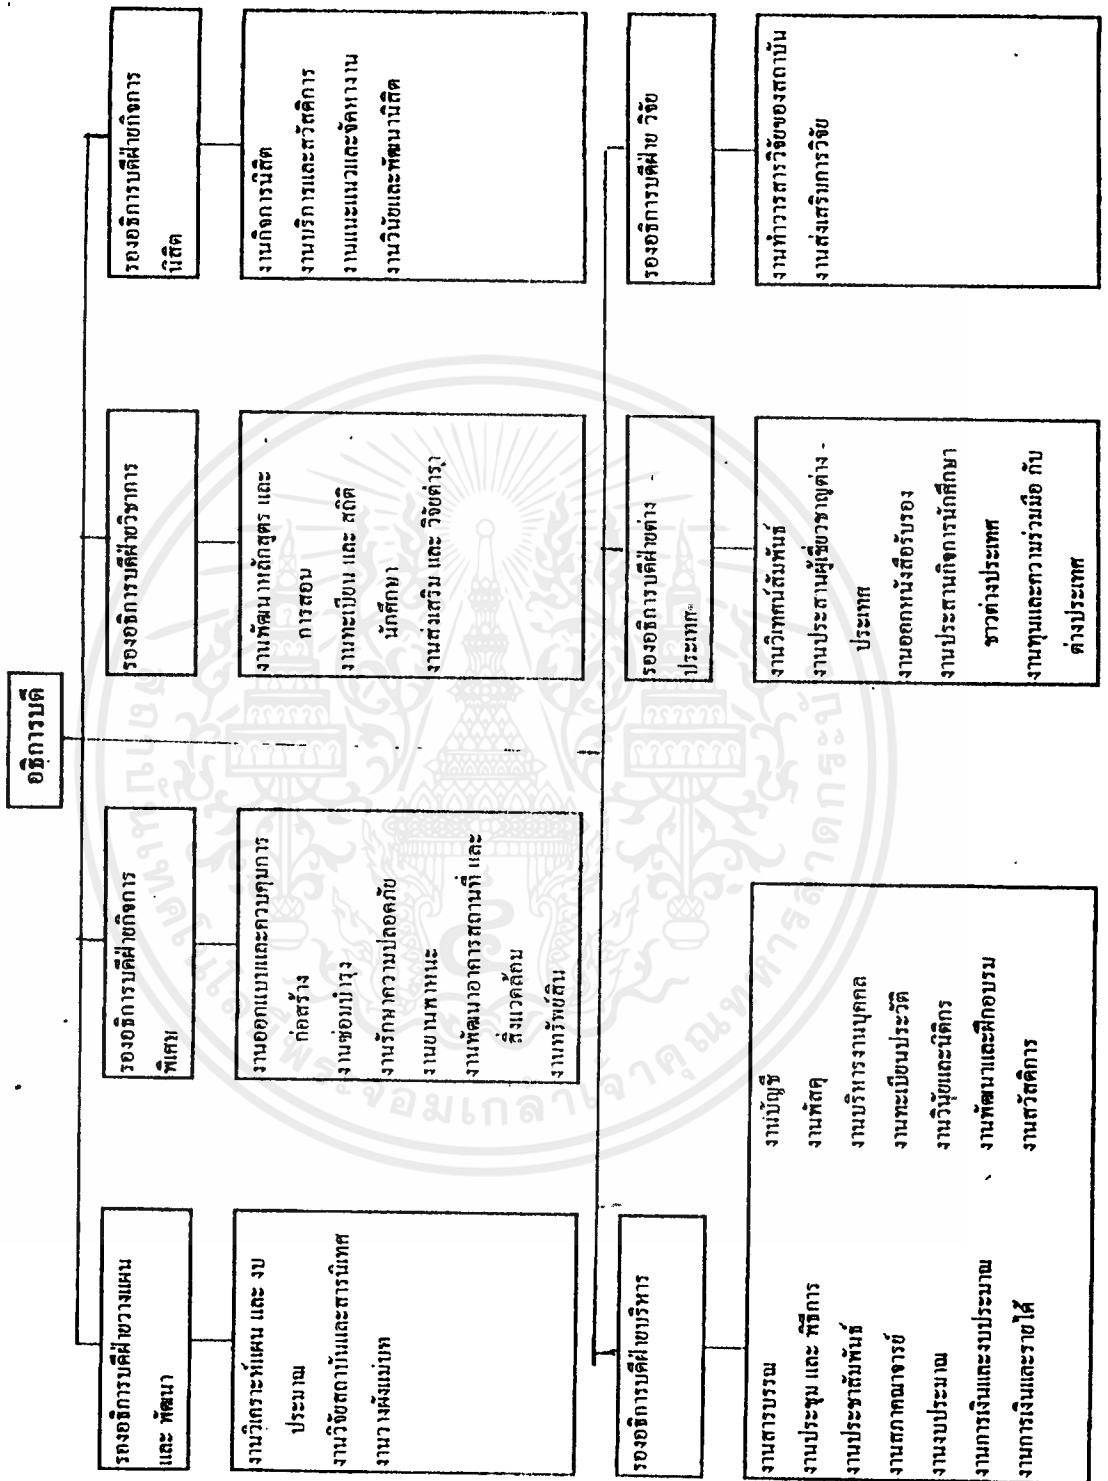 อธิการบดี
รองอธิการบดีฝ่ายวางแผน
และ พัฒนา
งานวิเคราะห์แผน และ งบ
ประมาณ
งานวิจัยสถาบันและสารนิเทศ
งานวางผังแม่บท
รองอธิการบดีฝ่ายกิจการ
พิเศษ
งานออกแบบและควบคุมการ
ก่อสร้าง
งานซ่อมบำรุง
งานรักษาความปลอดภัย
งานยานพาหนะ
งานพัฒนาอาคารสถานที่ และ
สิ่งแวดล้อม
งานทรัพย์สิน
รองอธิการบดีฝ่ายวิชาการ
งานพัฒนาหลักสูตร และ -
การสอน
งานทะเบียน และ สถิติ
นักศึกษา
งานส่งเสริม และ วิจัยตำรา
รองอธิการบดีฝ่ายกิจการ
นิสิต
งานกิจการนิสิต
งานบริการและสวัสดิการ
งานแนะแนวและจัดหางาน
งานวินัยและพัฒนานิสิต
รองอธิการบดีฝ่ายบริหาร
งานสารบรรณ
งานประชุม และ พิธีการ
งานประชาสัมพันธ์
งานสภาคณาจารย์
งานงบประมาณ
งานการเงินและงบประมาณ
งานการเงินและรายได้
งานบัญชี
งานพัสดุ
งานบริหารงานบุคคล
งานทะเบียนประวัติ
งานวินัยและนิติกร
งานพัฒนาและฝึกอบรม
งานสวัสดิการ
รองอธิการบดีฝ่ายต่าง -
ประเทศ
งานวิเทศน์สัมพันธ์
งานประสานผู้เชี่ยวชาญต่าง -
ประเทศ
งานออกหนังสือรับรอง
งานประสานกิจการนักศึกษา
ชาวต่างประเทศ
งานทุนและความร่วมมือ กับ
ต่างประเทศ
รองอธิการบดีฝ่าย วิจัย
งานทำวารสารวิจัยของสถาบัน
งานส่งเสริมการวิจัย
พระจอมเกล้าเจ้าคุณทหารลาดกระบัง